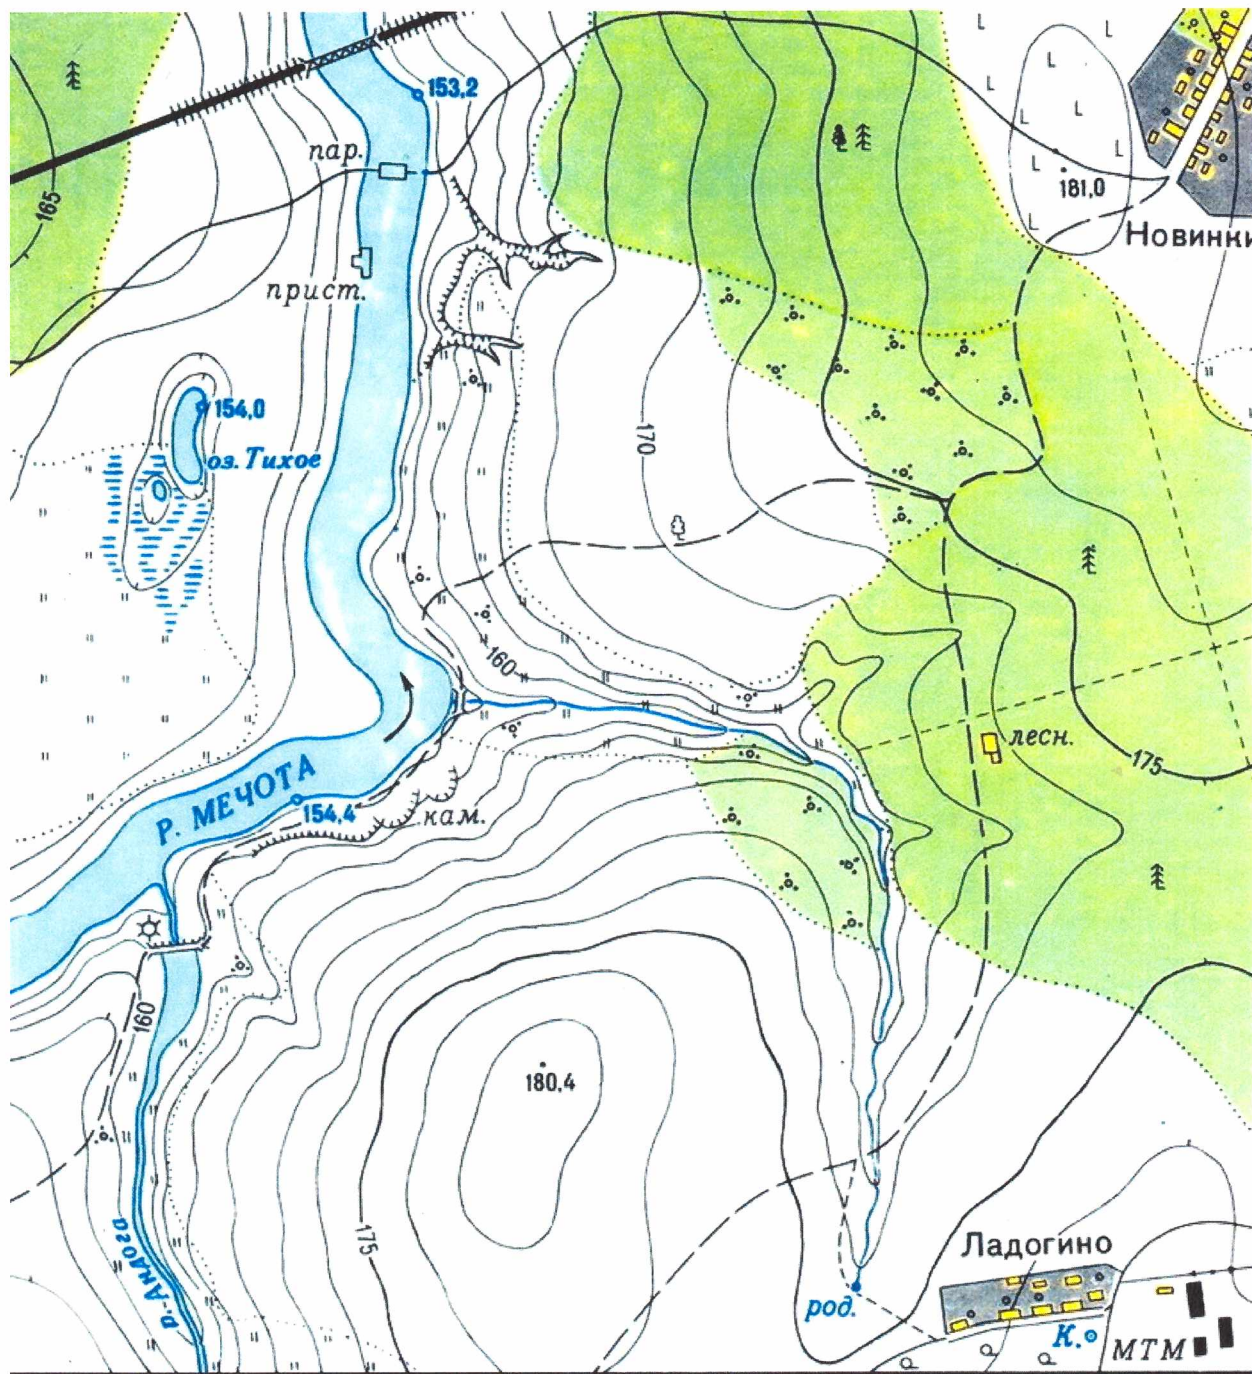 153,2
пар.
165
181,0
Новинки
прист.
154,0
оз. Тихое
170
160
лесн.
175
Р. МЕЧОТА
154,4
кам.
160
180,4
175
р. Андога
Ладогино
род.
К.
МТМ